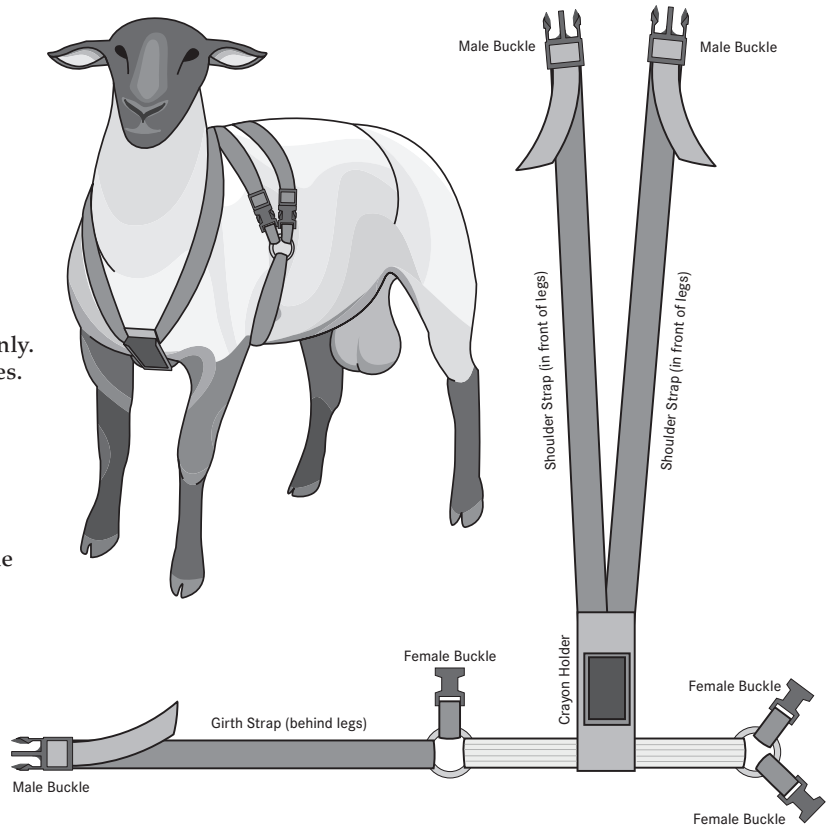 Male Buckle
Male Buckle
Shoulder Strap (in front of legs)
Shoulder Strap (in front of legs)
Crayon Holder
Female Buckle
Female Buckle
Girth Strap (behind legs)
Male Buckle
Female Buckle